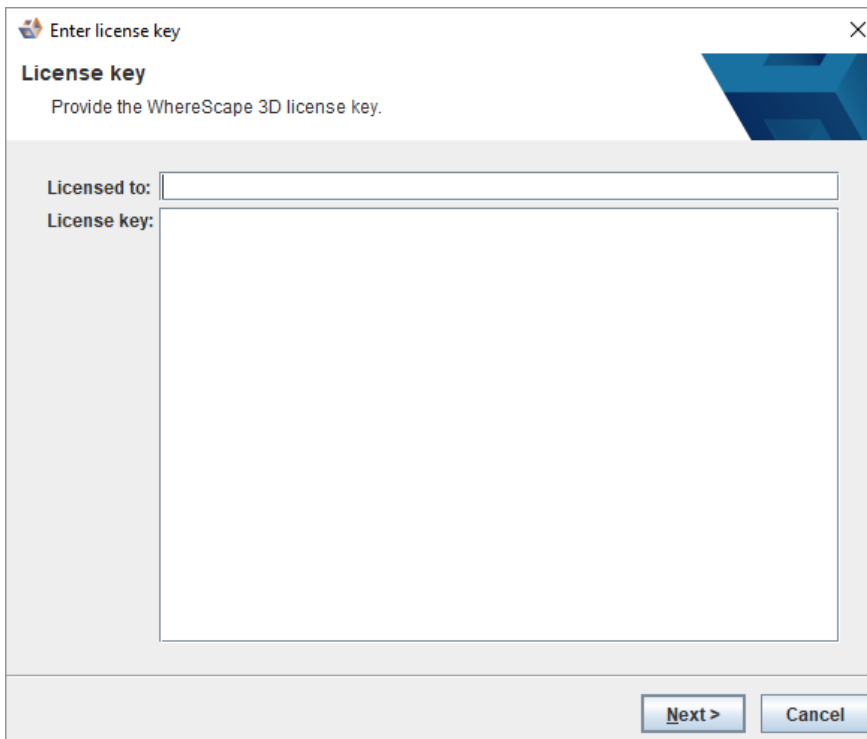 Enter license key
License key
Provide the WhereScape 3D license key.
Licensed to:
License key:
Next >
Cancel